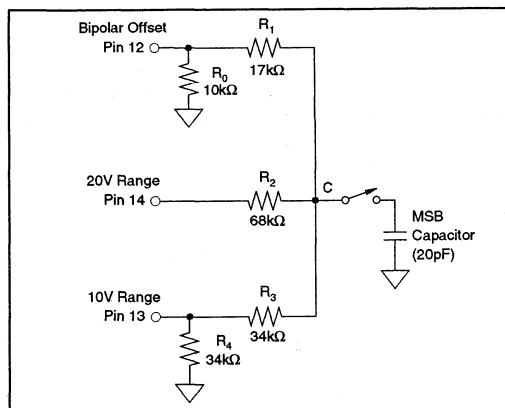 Bipolar Offset
Pin 12
R1
17kΩ
R0
10kΩ
20V Range
Pin 14
R2
68kΩ
C
MSB
Capacitor
(20pF)
10V Range
Pin 13
R3
34kΩ
R4
34kΩ